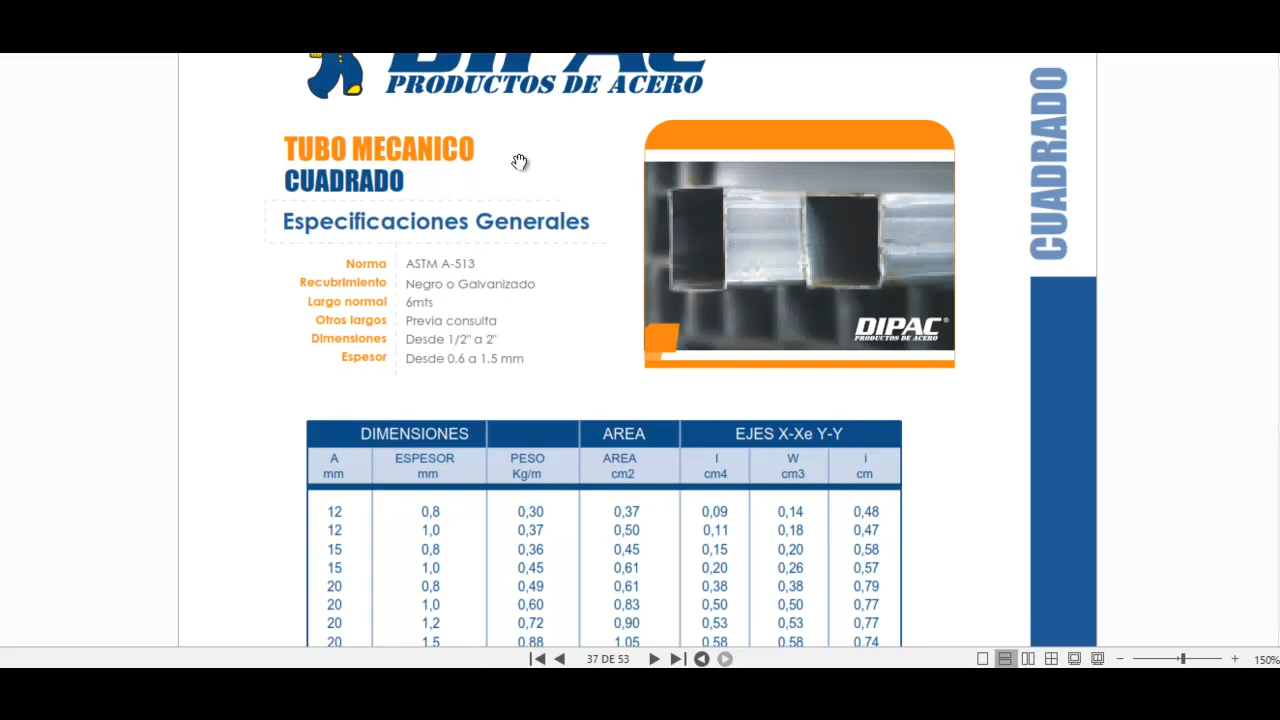 DIPAC
PRODUCTOS DE ACERO
CUADRADO
TUBO MECANICO
CUADRADO
Especificaciones Generales
Norma ASTM A-513
Recubrimiento Negro o Galvanizado
Largo normal 6mts
Otros largos Previa consulta
Dimensiones Desde 1/2" a 2"
Espesor Desde 0.6 a 1.5 mm
DIPAC®
PRODUCTOS DE ACERO
DIMENSIONES AREA EJES X-Xe Y-Y
A ESPESOR PESO AREA I W i
mm mm Kg/m cm2 cm4 cm3 cm
12 0,8 0,30 0,37 0,09 0,14 0,48
12 1,0 0,37 0,50 0,11 0,18 0,47
15 0,8 0,36 0,45 0,15 0,20 0,58
15 1,0 0,45 0,61 0,20 0,26 0,57
20 0,8 0,49 0,61 0,38 0,38 0,79
20 1,0 0,60 0,83 0,50 0,50 0,77
20 1,2 0,72 0,90 0,53 0,53 0,77
20 1,5 0,88 1,05 0,58 0,58 0,74
37 DE 53
150%